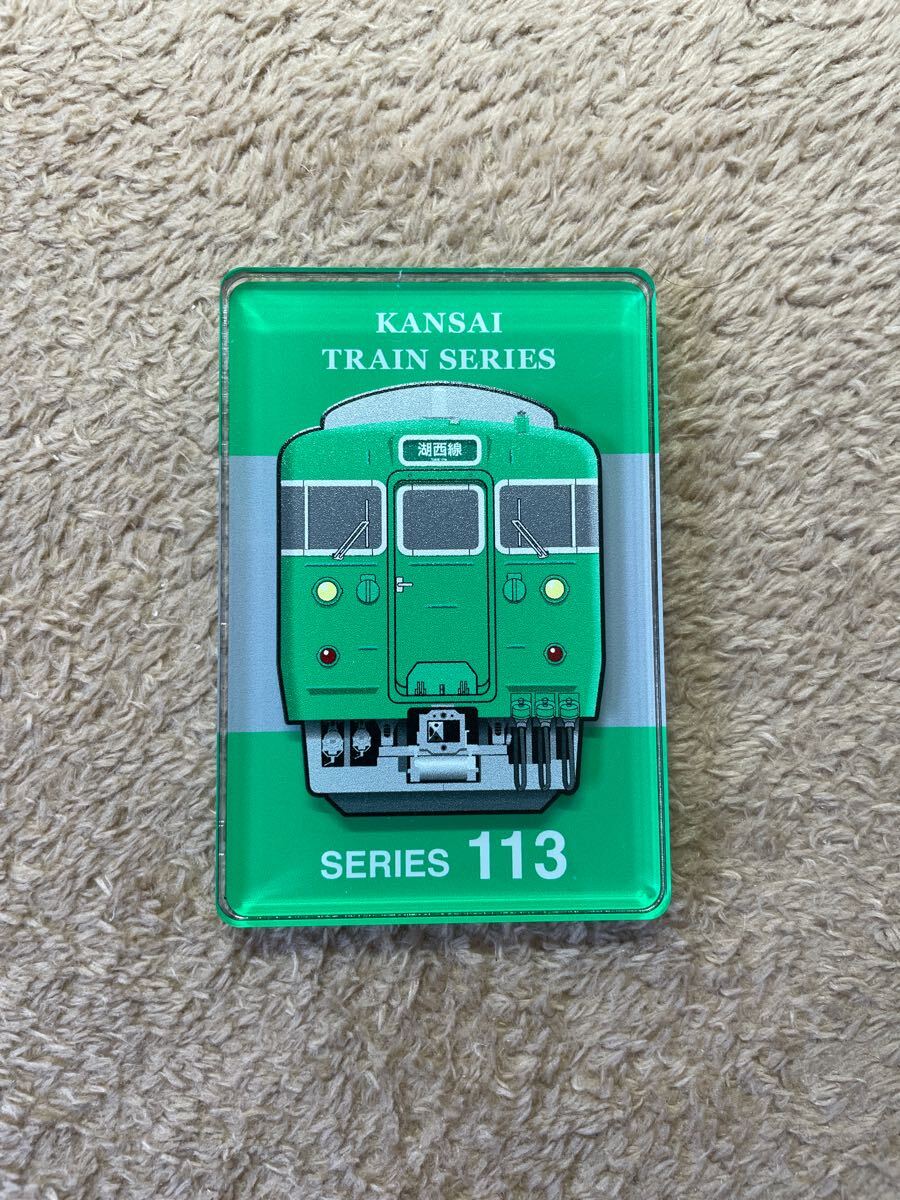 KANSAI
TRAIN SERIES
湖西線
SERIES 113